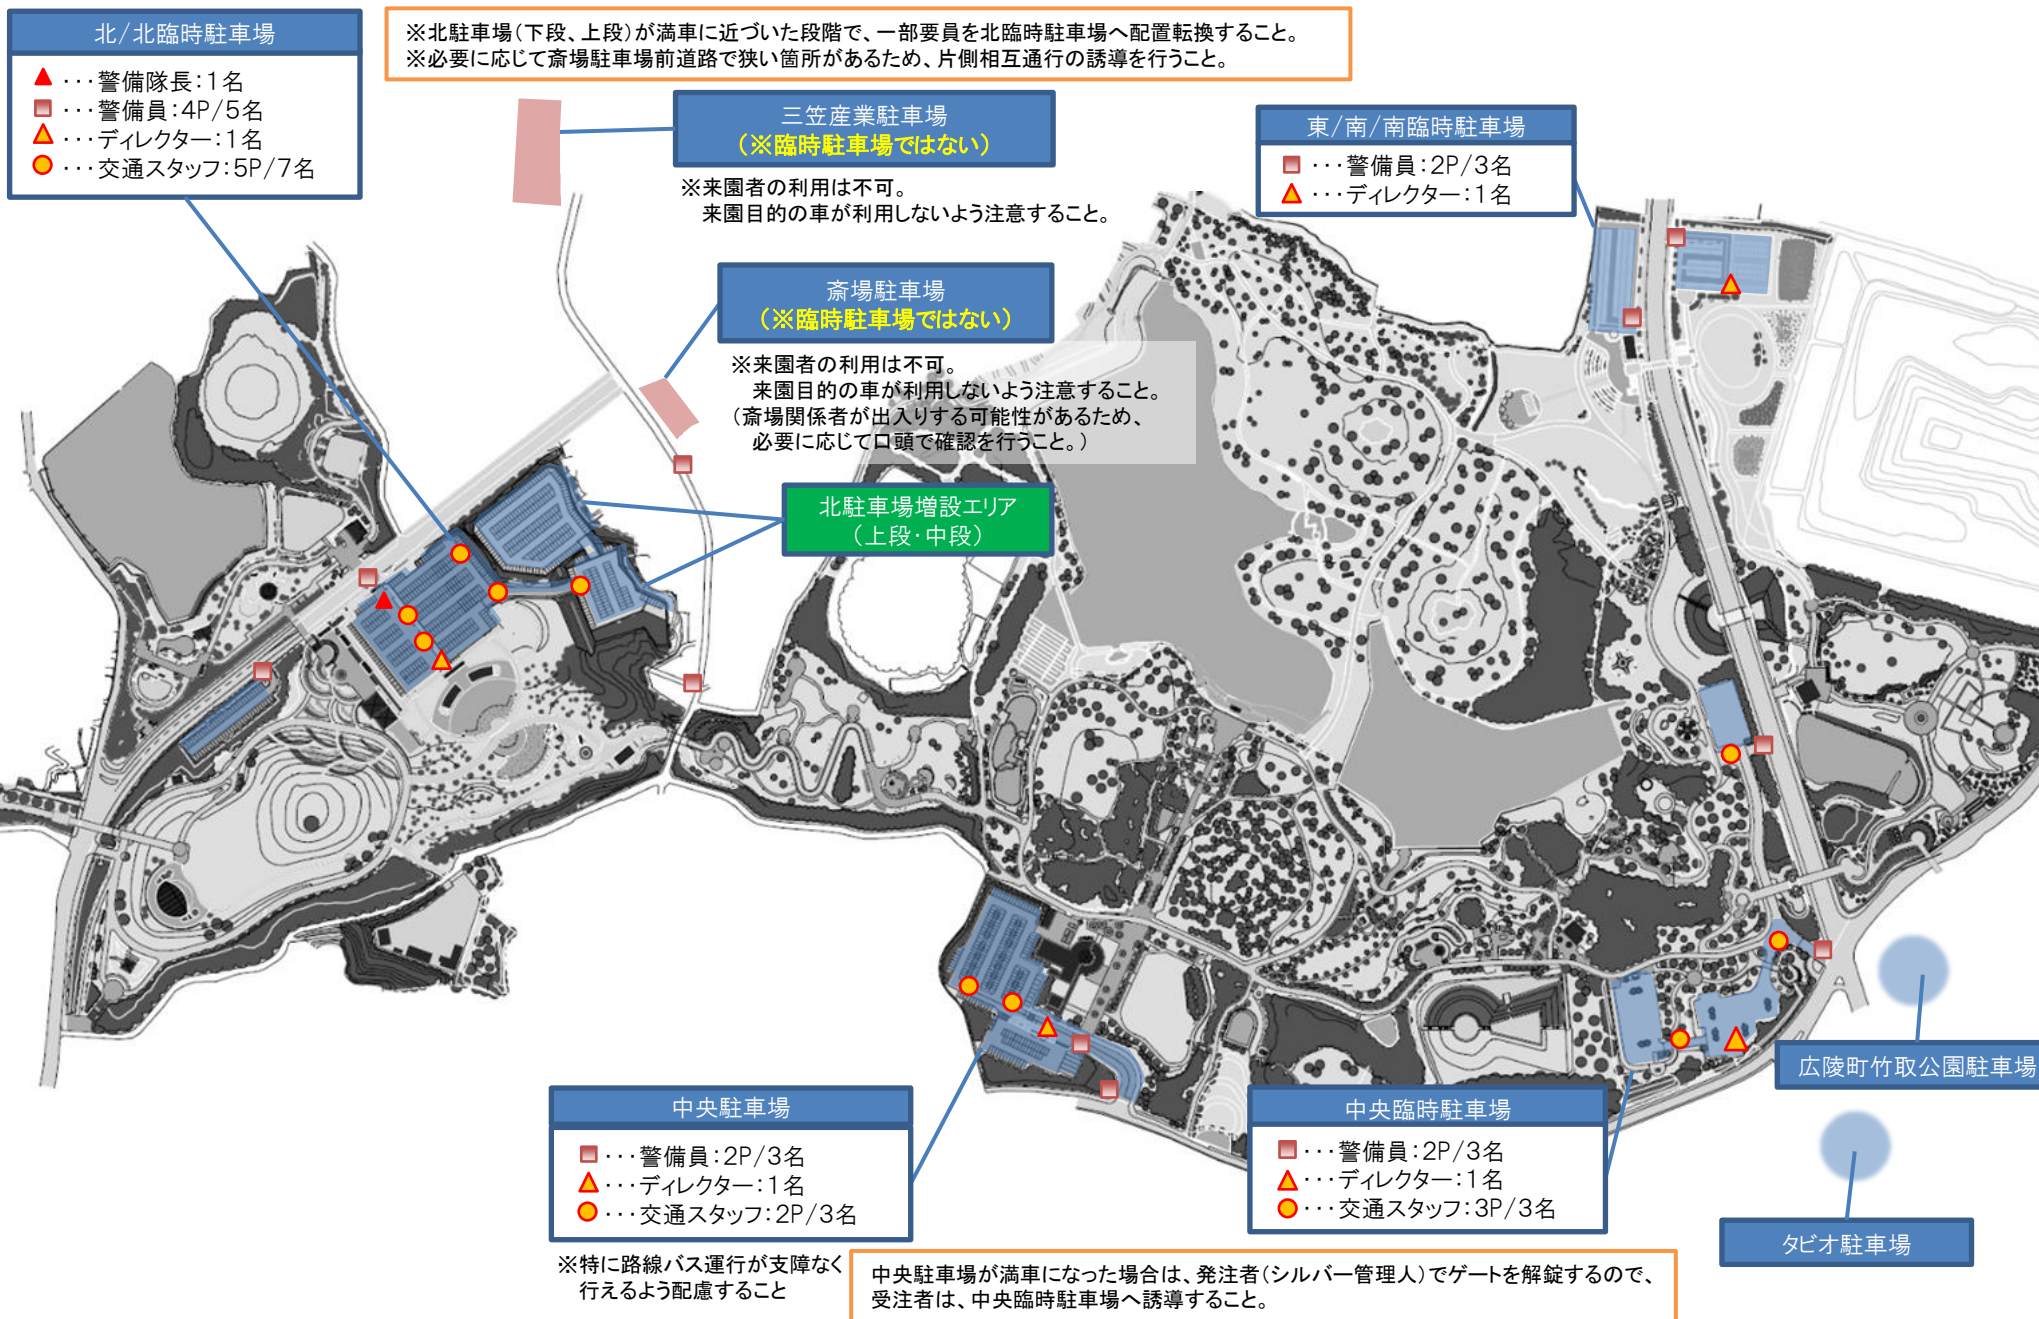 北/北臨時駐車場
・・・警備隊長：1名
・・・警備員：4P/5名
・・・ディレクター：1名
・・・交通スタッフ：5P/7名
※北駐車場（下段、上段）が満車に近づいた段階で、一部要員を北臨時駐車場へ配置転換すること。
※必要に応じて斎場駐車場前道路で狭い箇所があるため、片側相互通行の誘導を行うこと。
三笠産業駐車場
（※臨時駐車場ではない）
※来園者の利用は不可。
来園目的の車が利用しないよう注意すること。
東/南/南臨時駐車場
・・・警備員：2P/3名
・・・ディレクター：1名
斎場駐車場
（※臨時駐車場ではない）
※来園者の利用は不可。
来園目的の車が利用しないよう注意すること。
（斎場関係者が出入りする可能性があるため、
必要に応じて口頭で確認を行うこと。）
北駐車場増設エリア
（上段・中段）
広陵町竹取公園駐車場
タビオ駐車場
中央駐車場
・・・警備員：2P/3名
・・・ディレクター：1名
・・・交通スタッフ：2P/3名
※特に路線バス運行が支障なく
行えるよう配慮すること
中央臨時駐車場
・・・警備員：2P/3名
・・・ディレクター：1名
・・・交通スタッフ：3P/3名
中央駐車場が満車になった場合は、発注者（シルバー管理人）でゲートを解錠するので、
受注者は、中央臨時駐車場へ誘導すること。